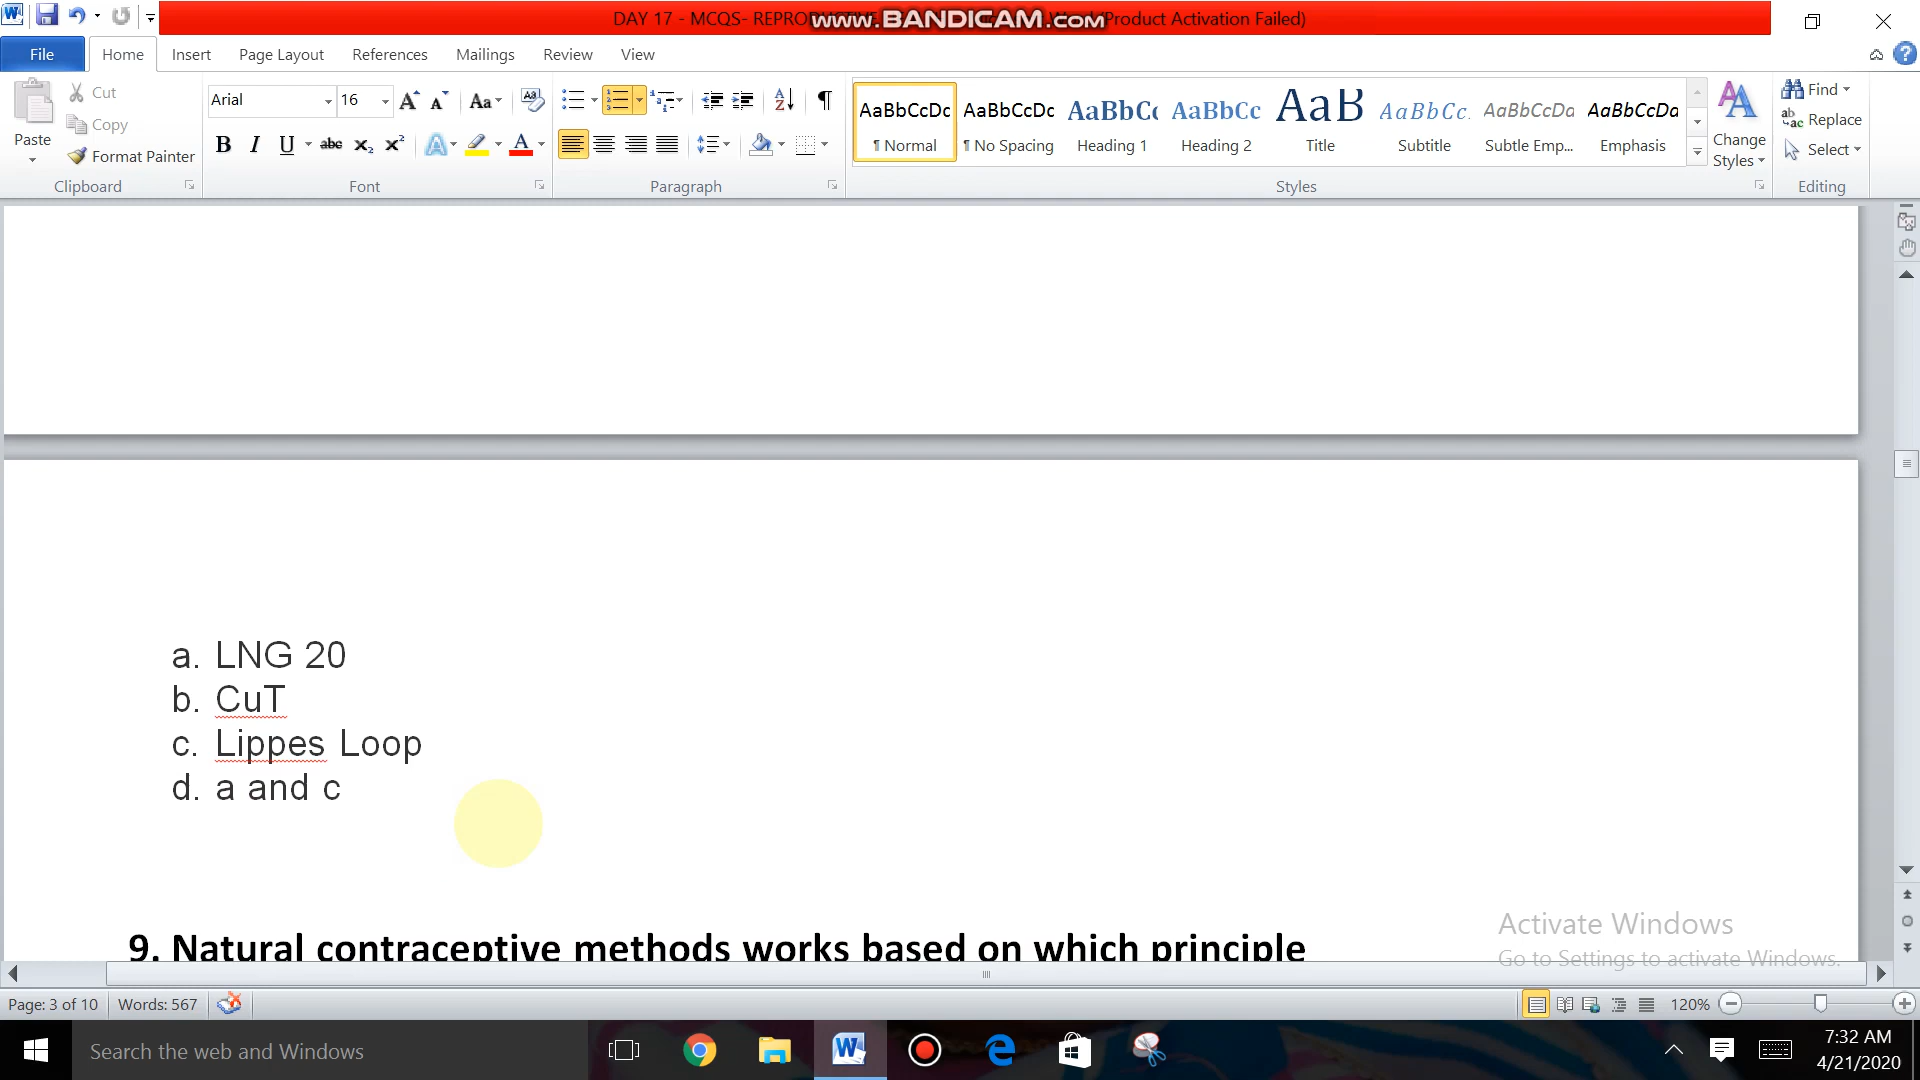 DAY 17 - MCQS- REPRODUCTIVE
www.BANDICAM.com
(Product Activation Failed)
File
Home
Insert
Page Layout
References
Mailings
Review
View
Paste
Cut
Copy
Format Painter
Clipboard
Arial
16
Font
Paragraph
AaBbCcDc
¶ Normal
AaBbCcDc
¶ No Spacing
AaBbCc
Heading 1
AaBbCc
Heading 2
AaB
Title
AaBbCc.
Subtitle
AaBbCcDa
Subtle Emp...
AaBbCcDa
Emphasis
Styles
Change
Styles
Find
Replace
Select
Editing
a. LNG 20
b. CuT
c. Lippes Loop
d. a and c
9. Natural contraceptive methods works based on which principle
Activate Windows
Go to Settings to activate Windows.
Page: 3 of 10
Words: 567
120%
Search the web and Windows
7:32 AM
4/21/2020